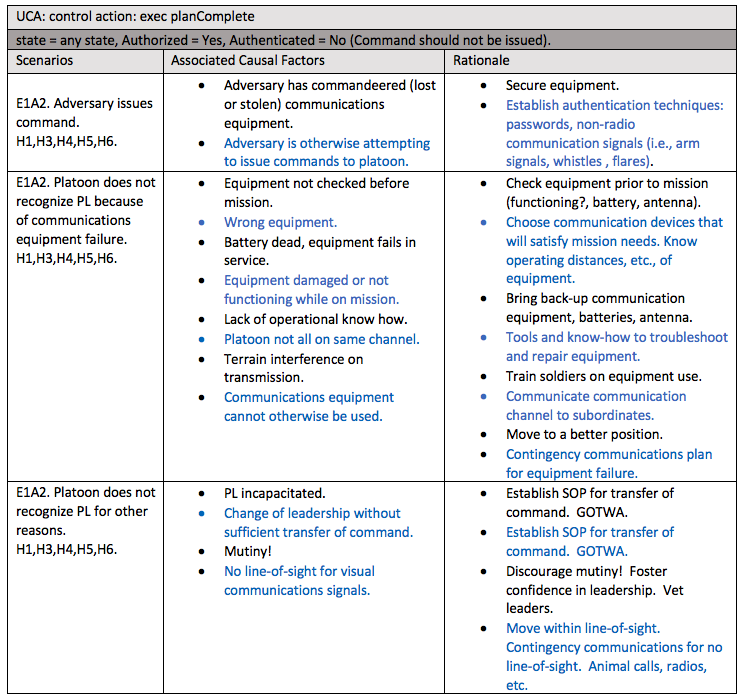 UCA: control action: exec planComplete
state = any state, Authorized = Yes, Authenticated = No (Command should not be issued).
Scenarios
Associated Causal Factors
Rationale
E1A2. Adversary issues
command.
H1,H3,H4,H5,H6.
• Adversary has commandeered (lost
or stolen) communications
equipment.
• Adversary is otherwise attempting
to issue commands to platoon.
• Secure equipment.
• Establish authentication techniques:
passwords, non-radio
communication signals (i.e., arm
signals, whistles , flares).
E1A2. Platoon does not
recognize PL because
of communications
equipment failure.
H1,H3,H4,H5,H6.
• Equipment not checked before
mission.
• Wrong equipment.
• Battery dead, equipment fails in
service.
• Equipment damaged or not
functioning while on mission.
• Lack of operational know how.
• Platoon not all on same channel.
• Terrain interference on
transmission.
• Communications equipment
cannot otherwise be used.
• Check equipment prior to mission
(functioning?, battery, antenna).
• Choose communication devices that
will satisfy mission needs. Know
operating distances, etc., of
equipment.
• Bring back-up communication
equipment, batteries, antenna.
• Tools and know-how to troubleshoot
and repair equipment.
• Train soldiers on equipment use.
• Communicate communication
channel to subordinates.
• Move to a better position.
• Contingency communications plan
for equipment failure.
E1A2. Platoon does not
recognize PL for other
reasons.
H1,H3,H4,H5,H6.
• PL incapacitated.
• Change of leadership without
sufficient transfer of command.
• Mutiny!
• No line-of-sight for visual
communications signals.
• Establish SOP for transfer of
command.  GOTWA.
• Establish SOP for transfer of
command.  GOTWA.
• Discourage mutiny!  Foster
confidence in leadership.  Vet
leaders.
• Move within line-of-sight.
Contingency communications for no
line-of-sight.  Animal calls, radios,
etc.